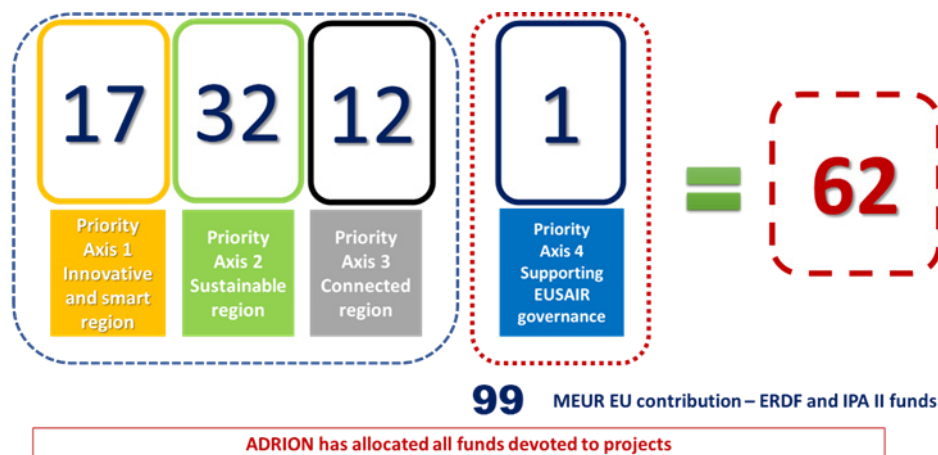 17
32
12
1
62
Priority
Axis 1
Innovative
and smart
region
Priority
Axis 2
Sustainable
region
Priority
Axis 3
Connected
region
Priority
Axis 4
Supporting
EUSAIR
governance
99 MEUR EU contribution – ERDF and IPA II funds
ADRION has allocated all funds devoted to projects